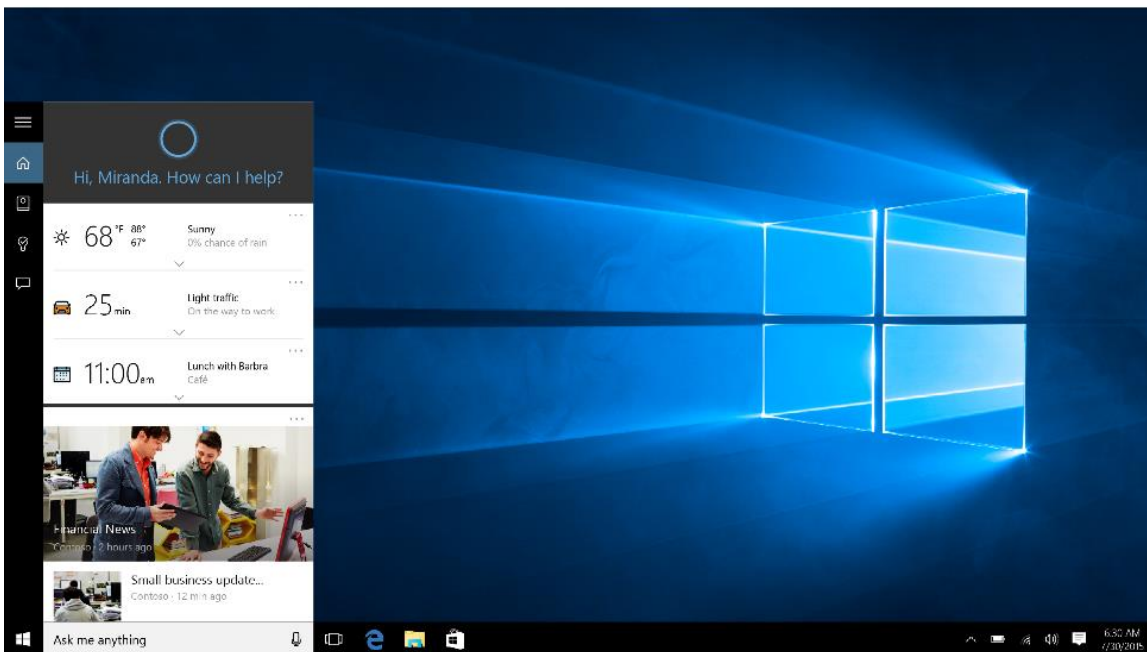 Hi, Miranda. How can I help?
68°F 88° 67°
Sunny
0% chance of rain
25 min
Light traffic
On the way to work
11:00am
Lunch with Barbra
Café
Financial News
Contoso · 2 hours ago
Small business update...
Contoso · 12 min ago
Ask me anything
6:30 AM
7/30/2015